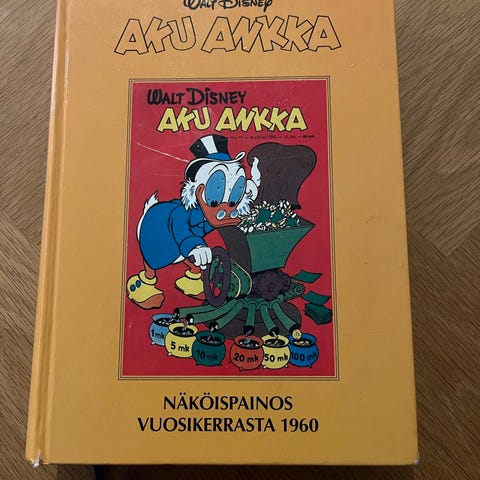 WALT DISNEY
AKU ANKKA
WALT DISNEY
AKU ANKKA
1 mk
5 mk
10 mk
20 mk
50 mk
100 mk
NÄKÖISPAINOS
VUOSIKERRASTA 1960